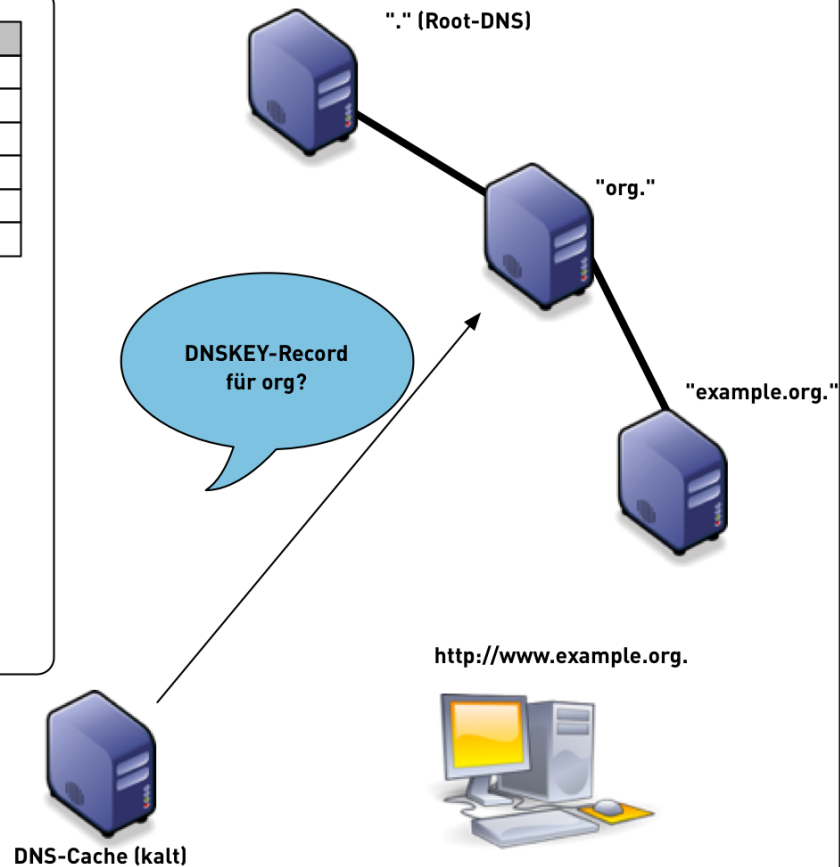 "." (Root-DNS)
"org."
DNSKEY-Record
für org?
"example.org."
http://www.example.org.
DNS-Cache (kalt)